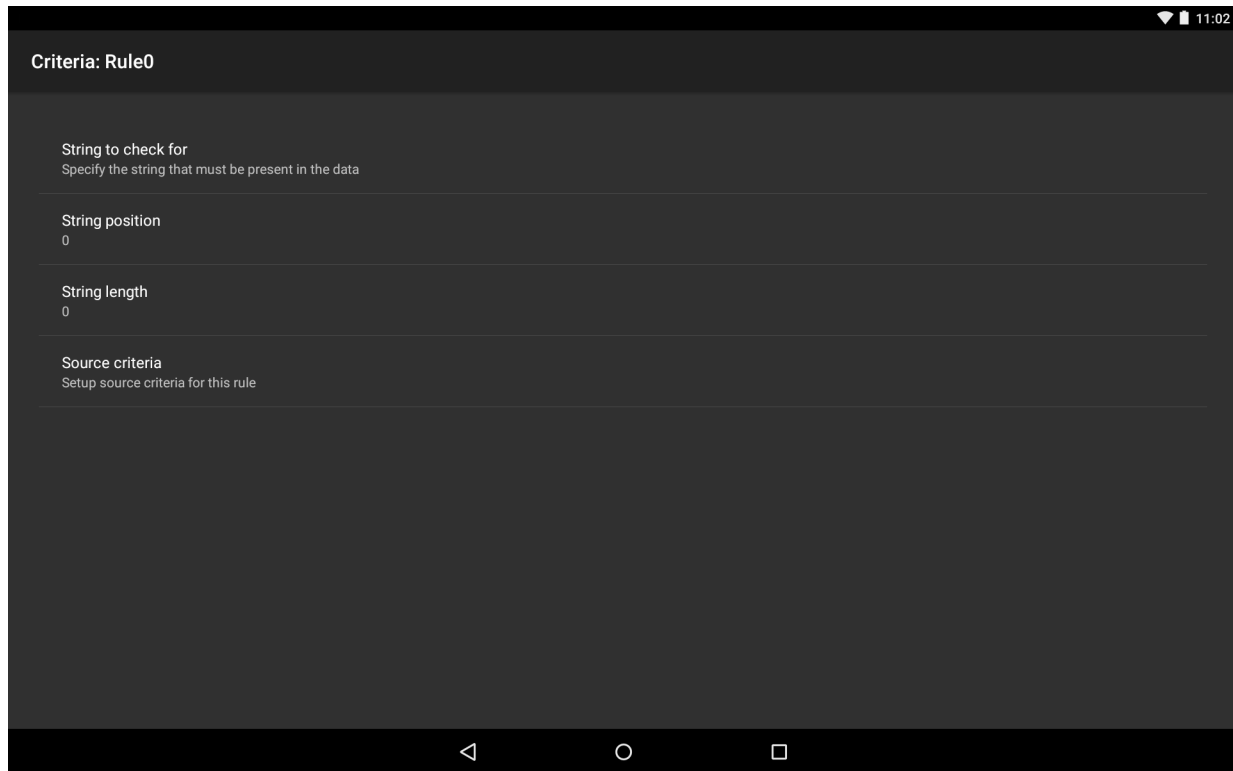 11:02
Criteria: Rule0
String to check for
Specify the string that must be present in the data
String position
0
String length
0
Source criteria
Setup source criteria for this rule